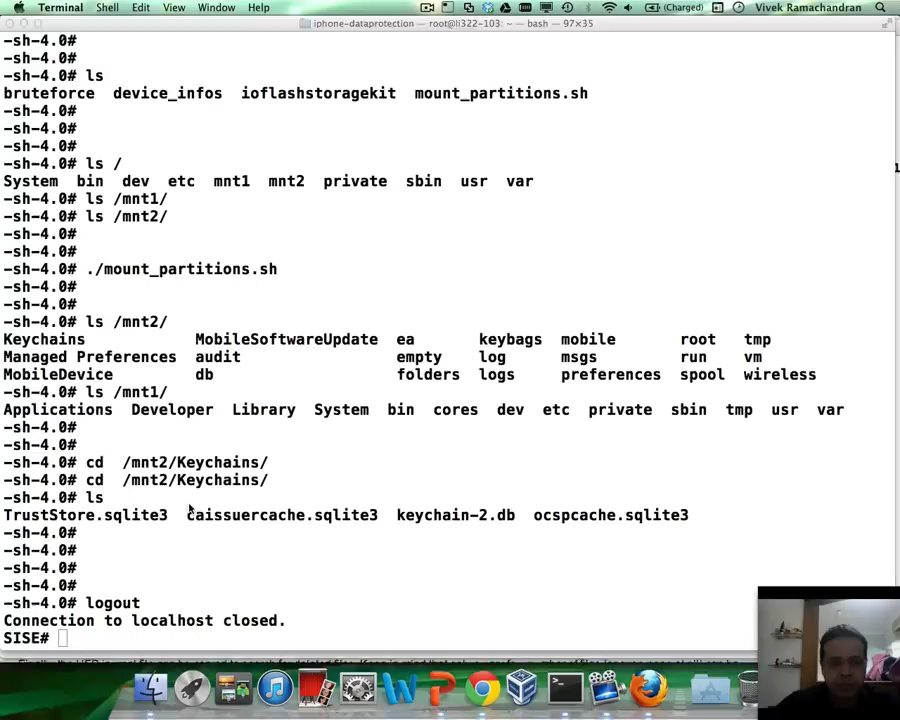 Terminal Shell Edit View Window Help (Charged) Vivek Ramachandran
iphone-dataprotection — root@li322-103: ~ — bash — 97×35
-sh-4.0#
-sh-4.0#
-sh-4.0# ls
bruteforce device_infos ioflashstoragekit mount_partitions.sh
-sh-4.0#
-sh-4.0#
-sh-4.0#
-sh-4.0# ls /
System bin dev etc mnt1 mnt2 private sbin usr var
-sh-4.0# ls /mnt1/
-sh-4.0# ls /mnt2/
-sh-4.0#
-sh-4.0#
-sh-4.0# ./mount_partitions.sh
-sh-4.0#
-sh-4.0#
-sh-4.0# ls /mnt2/
Keychains MobileSoftwareUpdate ea keybags mobile root tmp
Managed Preferences audit empty log msgs run vm
MobileDevice db folders logs preferences spool wireless
-sh-4.0# ls /mnt1/
Applications Developer Library System bin cores dev etc private sbin tmp usr var
-sh-4.0#
-sh-4.0#
-sh-4.0# cd /mnt2/Keychains/
-sh-4.0# cd /mnt2/Keychains/
-sh-4.0# ls
TrustStore.sqlite3 caissuercache.sqlite3 keychain-2.db ocspcache.sqlite3
-sh-4.0#
-sh-4.0#
-sh-4.0#
-sh-4.0#
-sh-4.0# logout
Connection to localhost closed.
SISE#